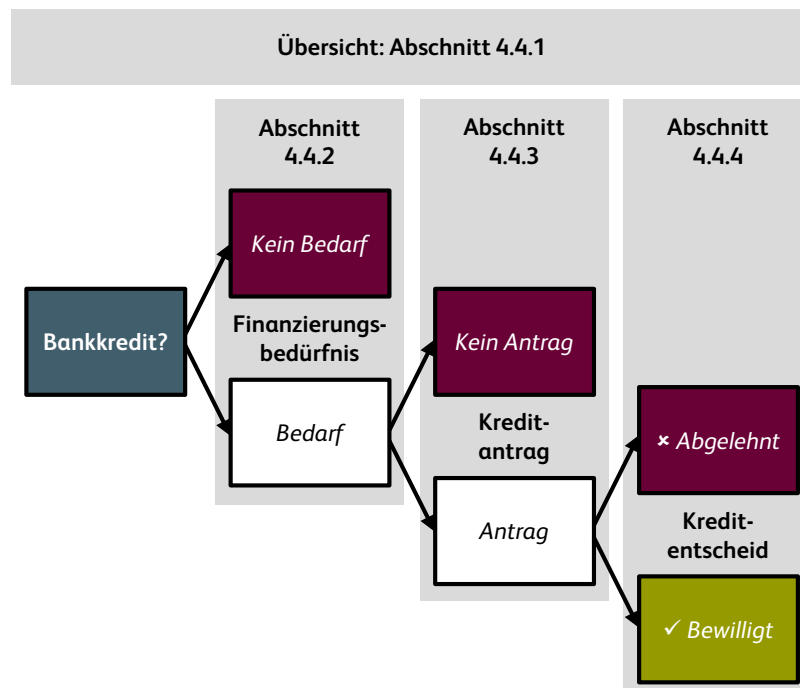 Übersicht: Abschnitt 4.4.1
Abschnitt
4.4.2
Abschnitt
4.4.3
Abschnitt
4.4.4
Kein Bedarf
Bankkredit?
Finanzierungs-
bedürfnis
Kein Antrag
Bedarf
Kredit-
antrag
× Abgelehnt
Antrag
Kredit-
entscheid
✓ Bewilligt